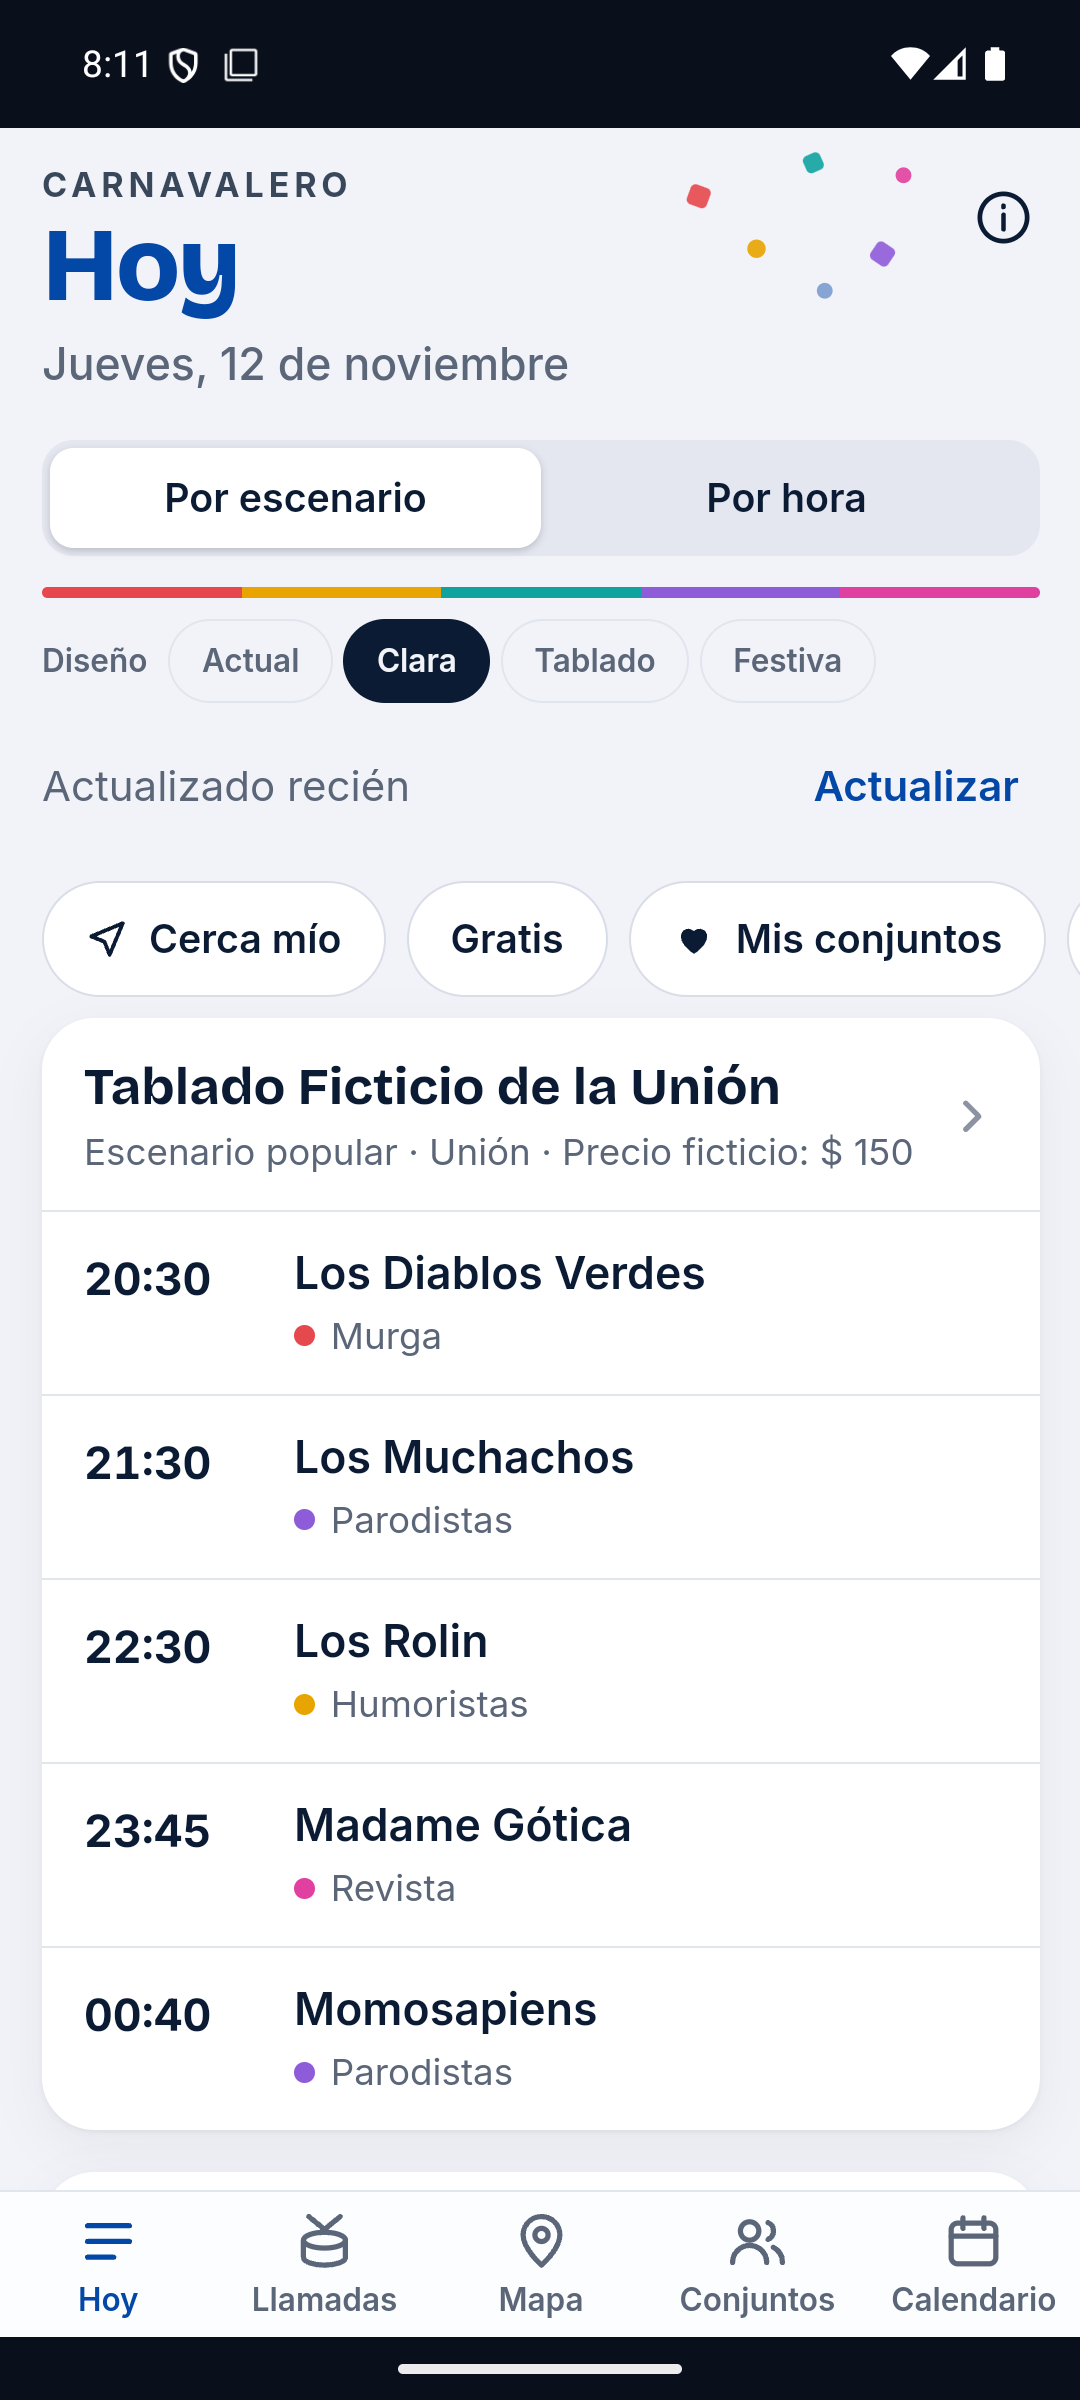 8:11
CARNAVALERO
Hoy
Jueves, 12 de noviembre
Por escenario Por hora
Diseño Actual Clara Tablado Festiva
Actualizado recién Actualizar
Cerca mío Gratis Mis conjuntos
Tablado Ficticio de la Unión
Escenario popular · Unión · Precio ficticio: $ 150
20:30 Los Diablos Verdes
Murga
21:30 Los Muchachos
Parodistas
22:30 Los Rolin
Humoristas
23:45 Madame Gótica
Revista
00:40 Momosapiens
Parodistas
Hoy Llamadas Mapa Conjuntos Calendario